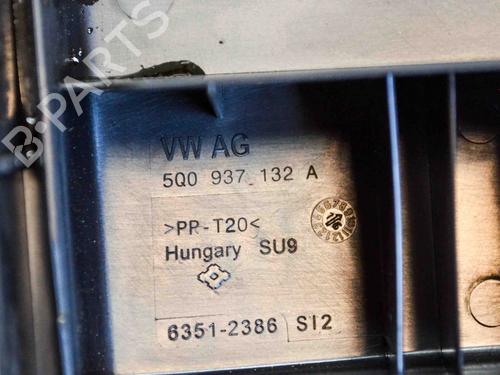 B-PARTS
VW AG
5Q0 937 132 A
>PP-T20<
Hungary SU9
6351-2386 SI2